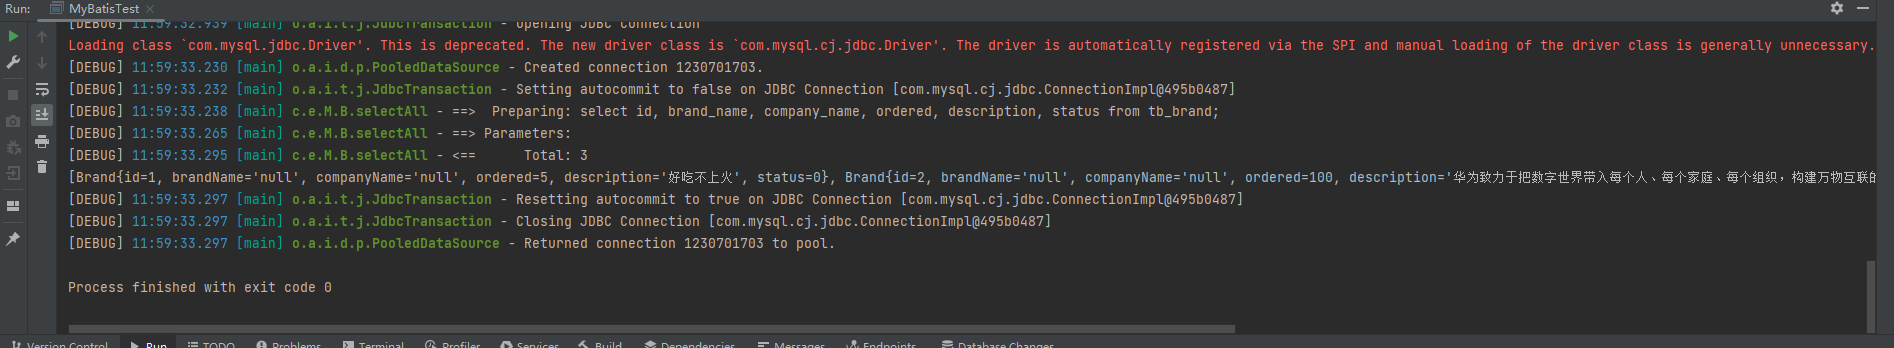 Run: MyBatisTest
[DEBUG] 11:59:32.939 [main] o.a.i.t.j.JdbcTransaction - Opening JDBC Connection
Loading class `com.mysql.jdbc.Driver'. This is deprecated. The new driver class is `com.mysql.cj.jdbc.Driver'. The driver is automatically registered via the SPI and manual loading of the driver class is generally unnecessary.
[DEBUG] 11:59:33.230 [main] o.a.i.d.p.PooledDataSource - Created connection 1230701703.
[DEBUG] 11:59:33.232 [main] o.a.i.t.j.JdbcTransaction - Setting autocommit to false on JDBC Connection [com.mysql.cj.jdbc.ConnectionImpl@495b0487]
[DEBUG] 11:59:33.238 [main] c.e.M.B.selectAll - ==>  Preparing: select id, brand_name, company_name, ordered, description, status from tb_brand;
[DEBUG] 11:59:33.265 [main] c.e.M.B.selectAll - ==> Parameters:
[DEBUG] 11:59:33.295 [main] c.e.M.B.selectAll - <==      Total: 3
[Brand{id=1, brandName='null', companyName='null', ordered=5, description='好吃不上火', status=0}, Brand{id=2, brandName='null', companyName='null', ordered=100, description='华为致力于把数字世界带入每个人、每个家庭、每个组织，构建万物互联的
[DEBUG] 11:59:33.297 [main] o.a.i.t.j.JdbcTransaction - Resetting autocommit to true on JDBC Connection [com.mysql.cj.jdbc.ConnectionImpl@495b0487]
[DEBUG] 11:59:33.297 [main] o.a.i.t.j.JdbcTransaction - Closing JDBC Connection [com.mysql.cj.jdbc.ConnectionImpl@495b0487]
[DEBUG] 11:59:33.297 [main] o.a.i.d.p.PooledDataSource - Returned connection 1230701703 to pool.
Process finished with exit code 0
Version Control Run TODO Problems Terminal Profiler Services Build Dependencies Messages Endpoints Database Changes